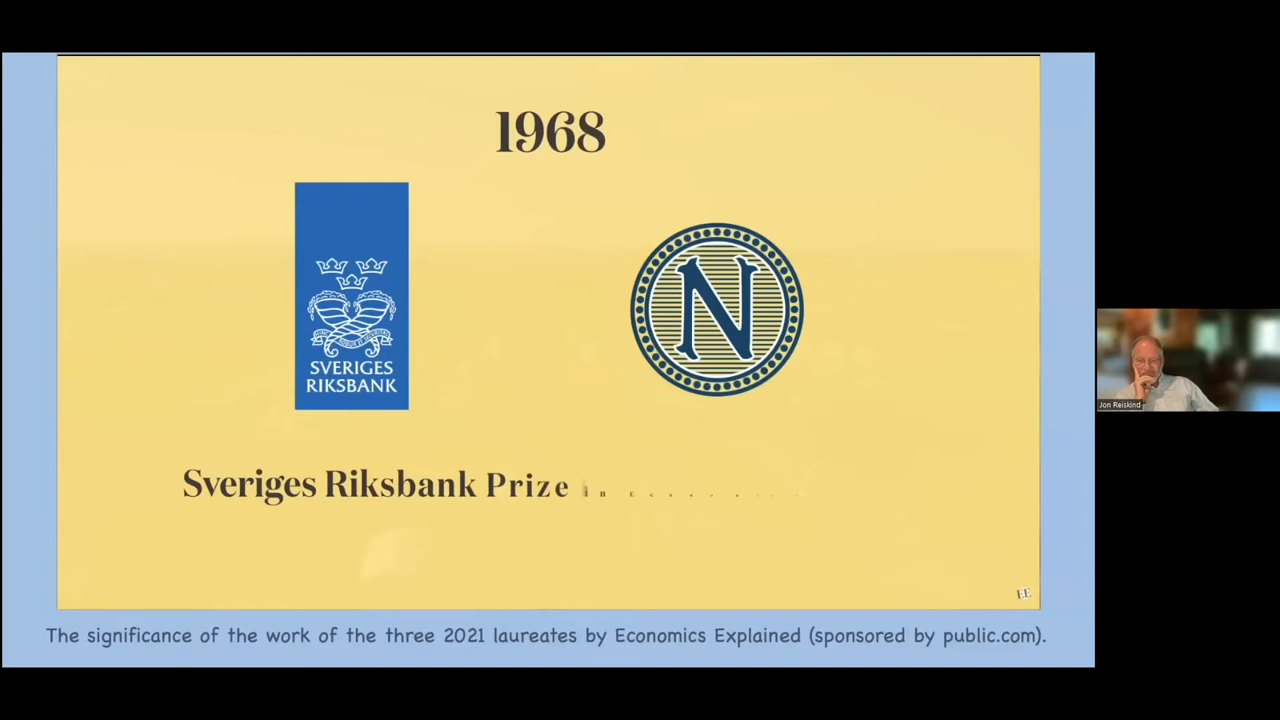 1968
SVERIGES
RIKSBANK
N
Sveriges Riksbank Prize
EE
The significance of the work of the three 2021 laureates by Economics Explained (sponsored by public.com).
Jon Reiskind